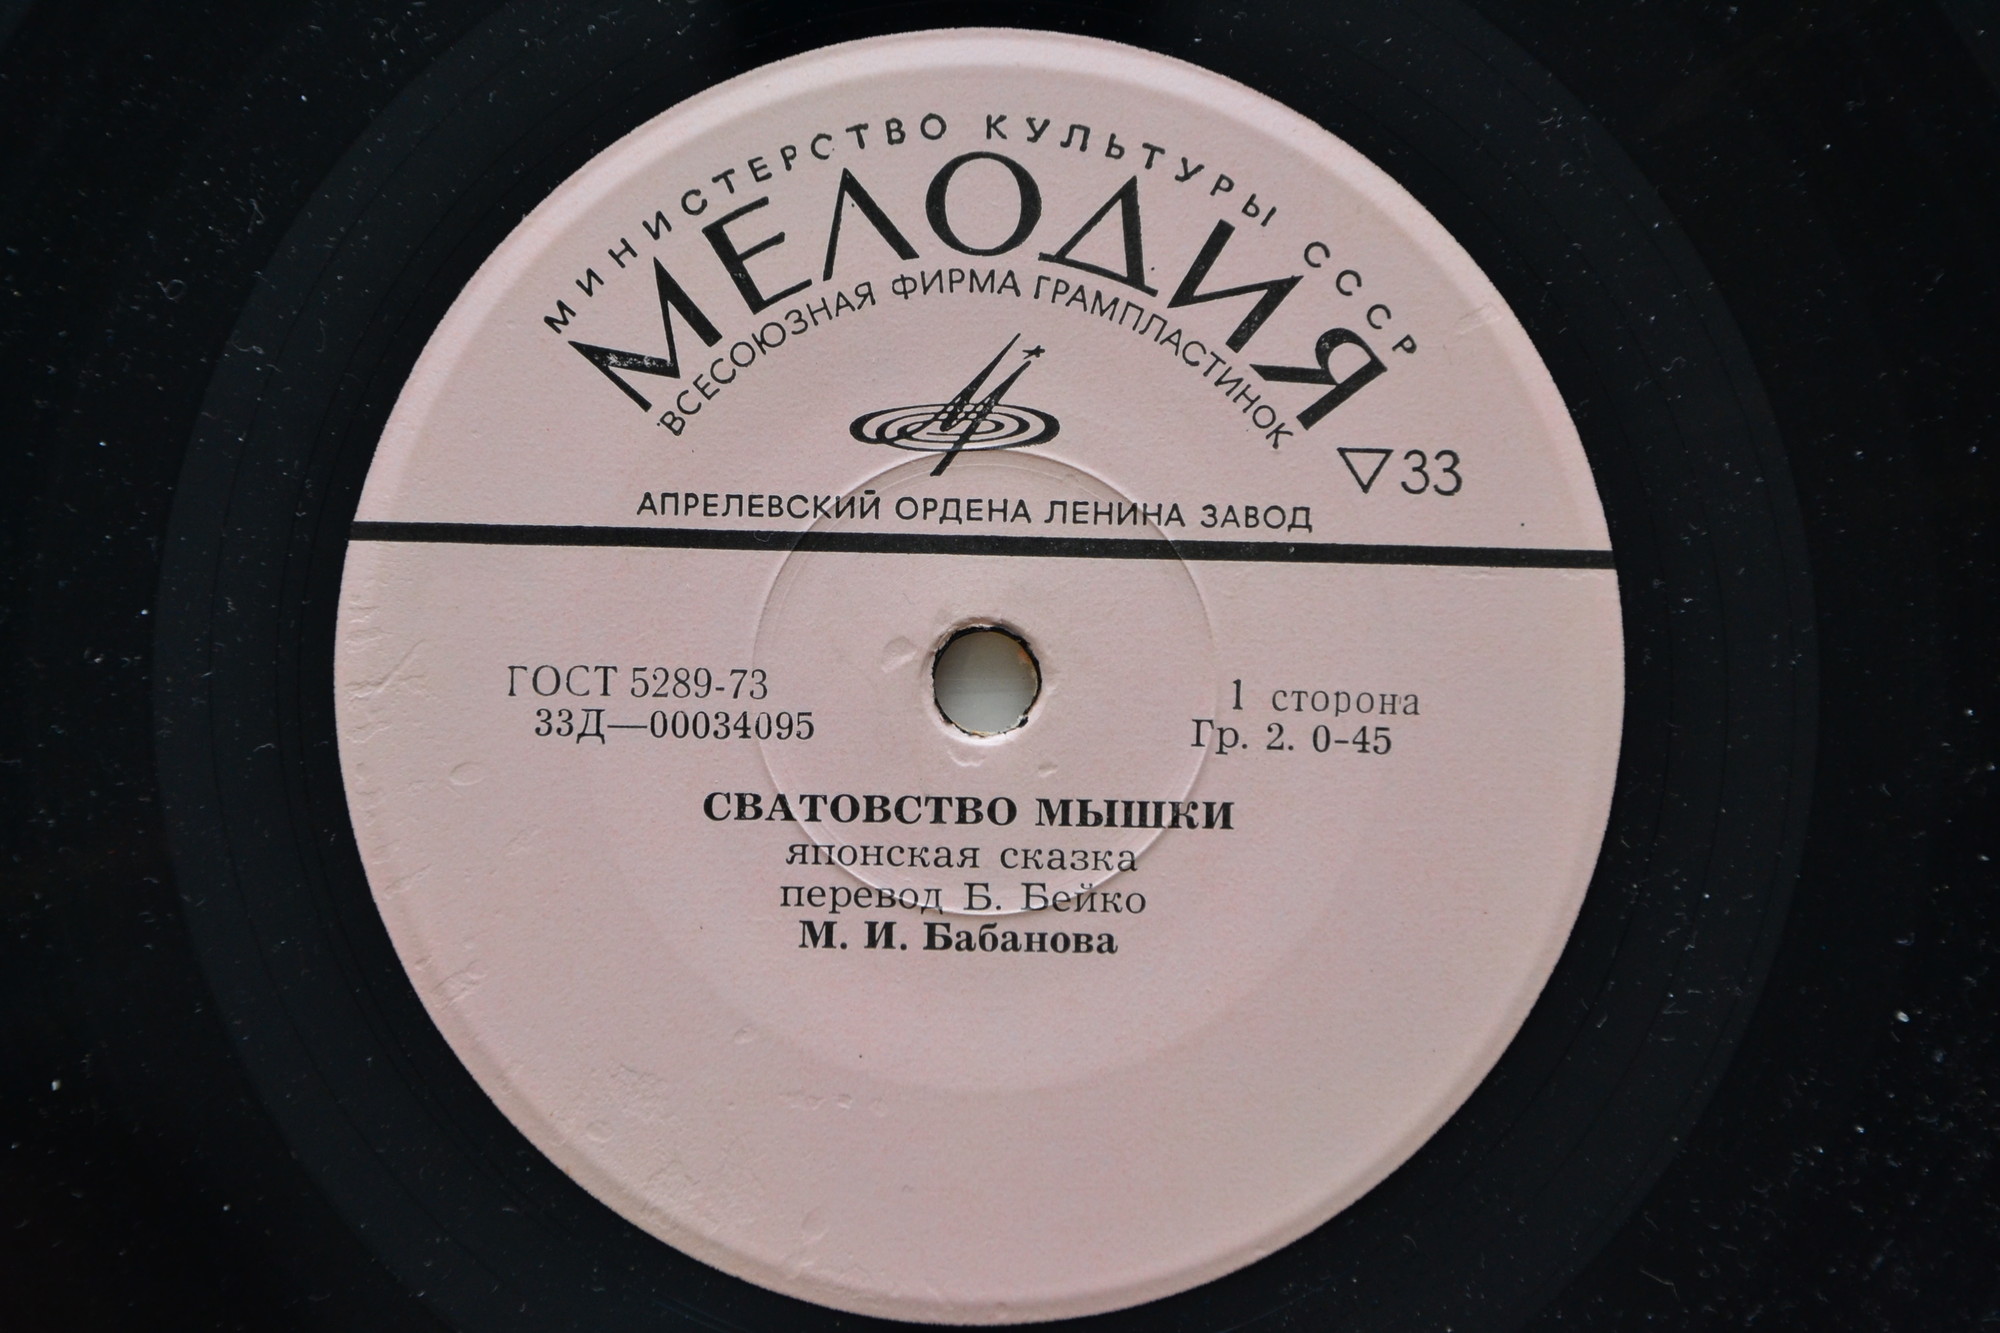 МИНИСТЕРСТВО КУЛЬТУРЫ СССР
МЕЛОДИЯ
ВСЕСОЮЗНАЯ ФИРМА ГРАМПЛАСТИНОК
▽33
АПРЕЛЕВСКИЙ ОРДЕНА ЛЕНИНА ЗАВОД
ГОСТ 5289-73
33Д—00034095
1 сторона
Гр. 2. 0-45
СВАТОВСТВО МЫШКИ
японская сказка
перевод Б. Бейко
М. И. Бабанова